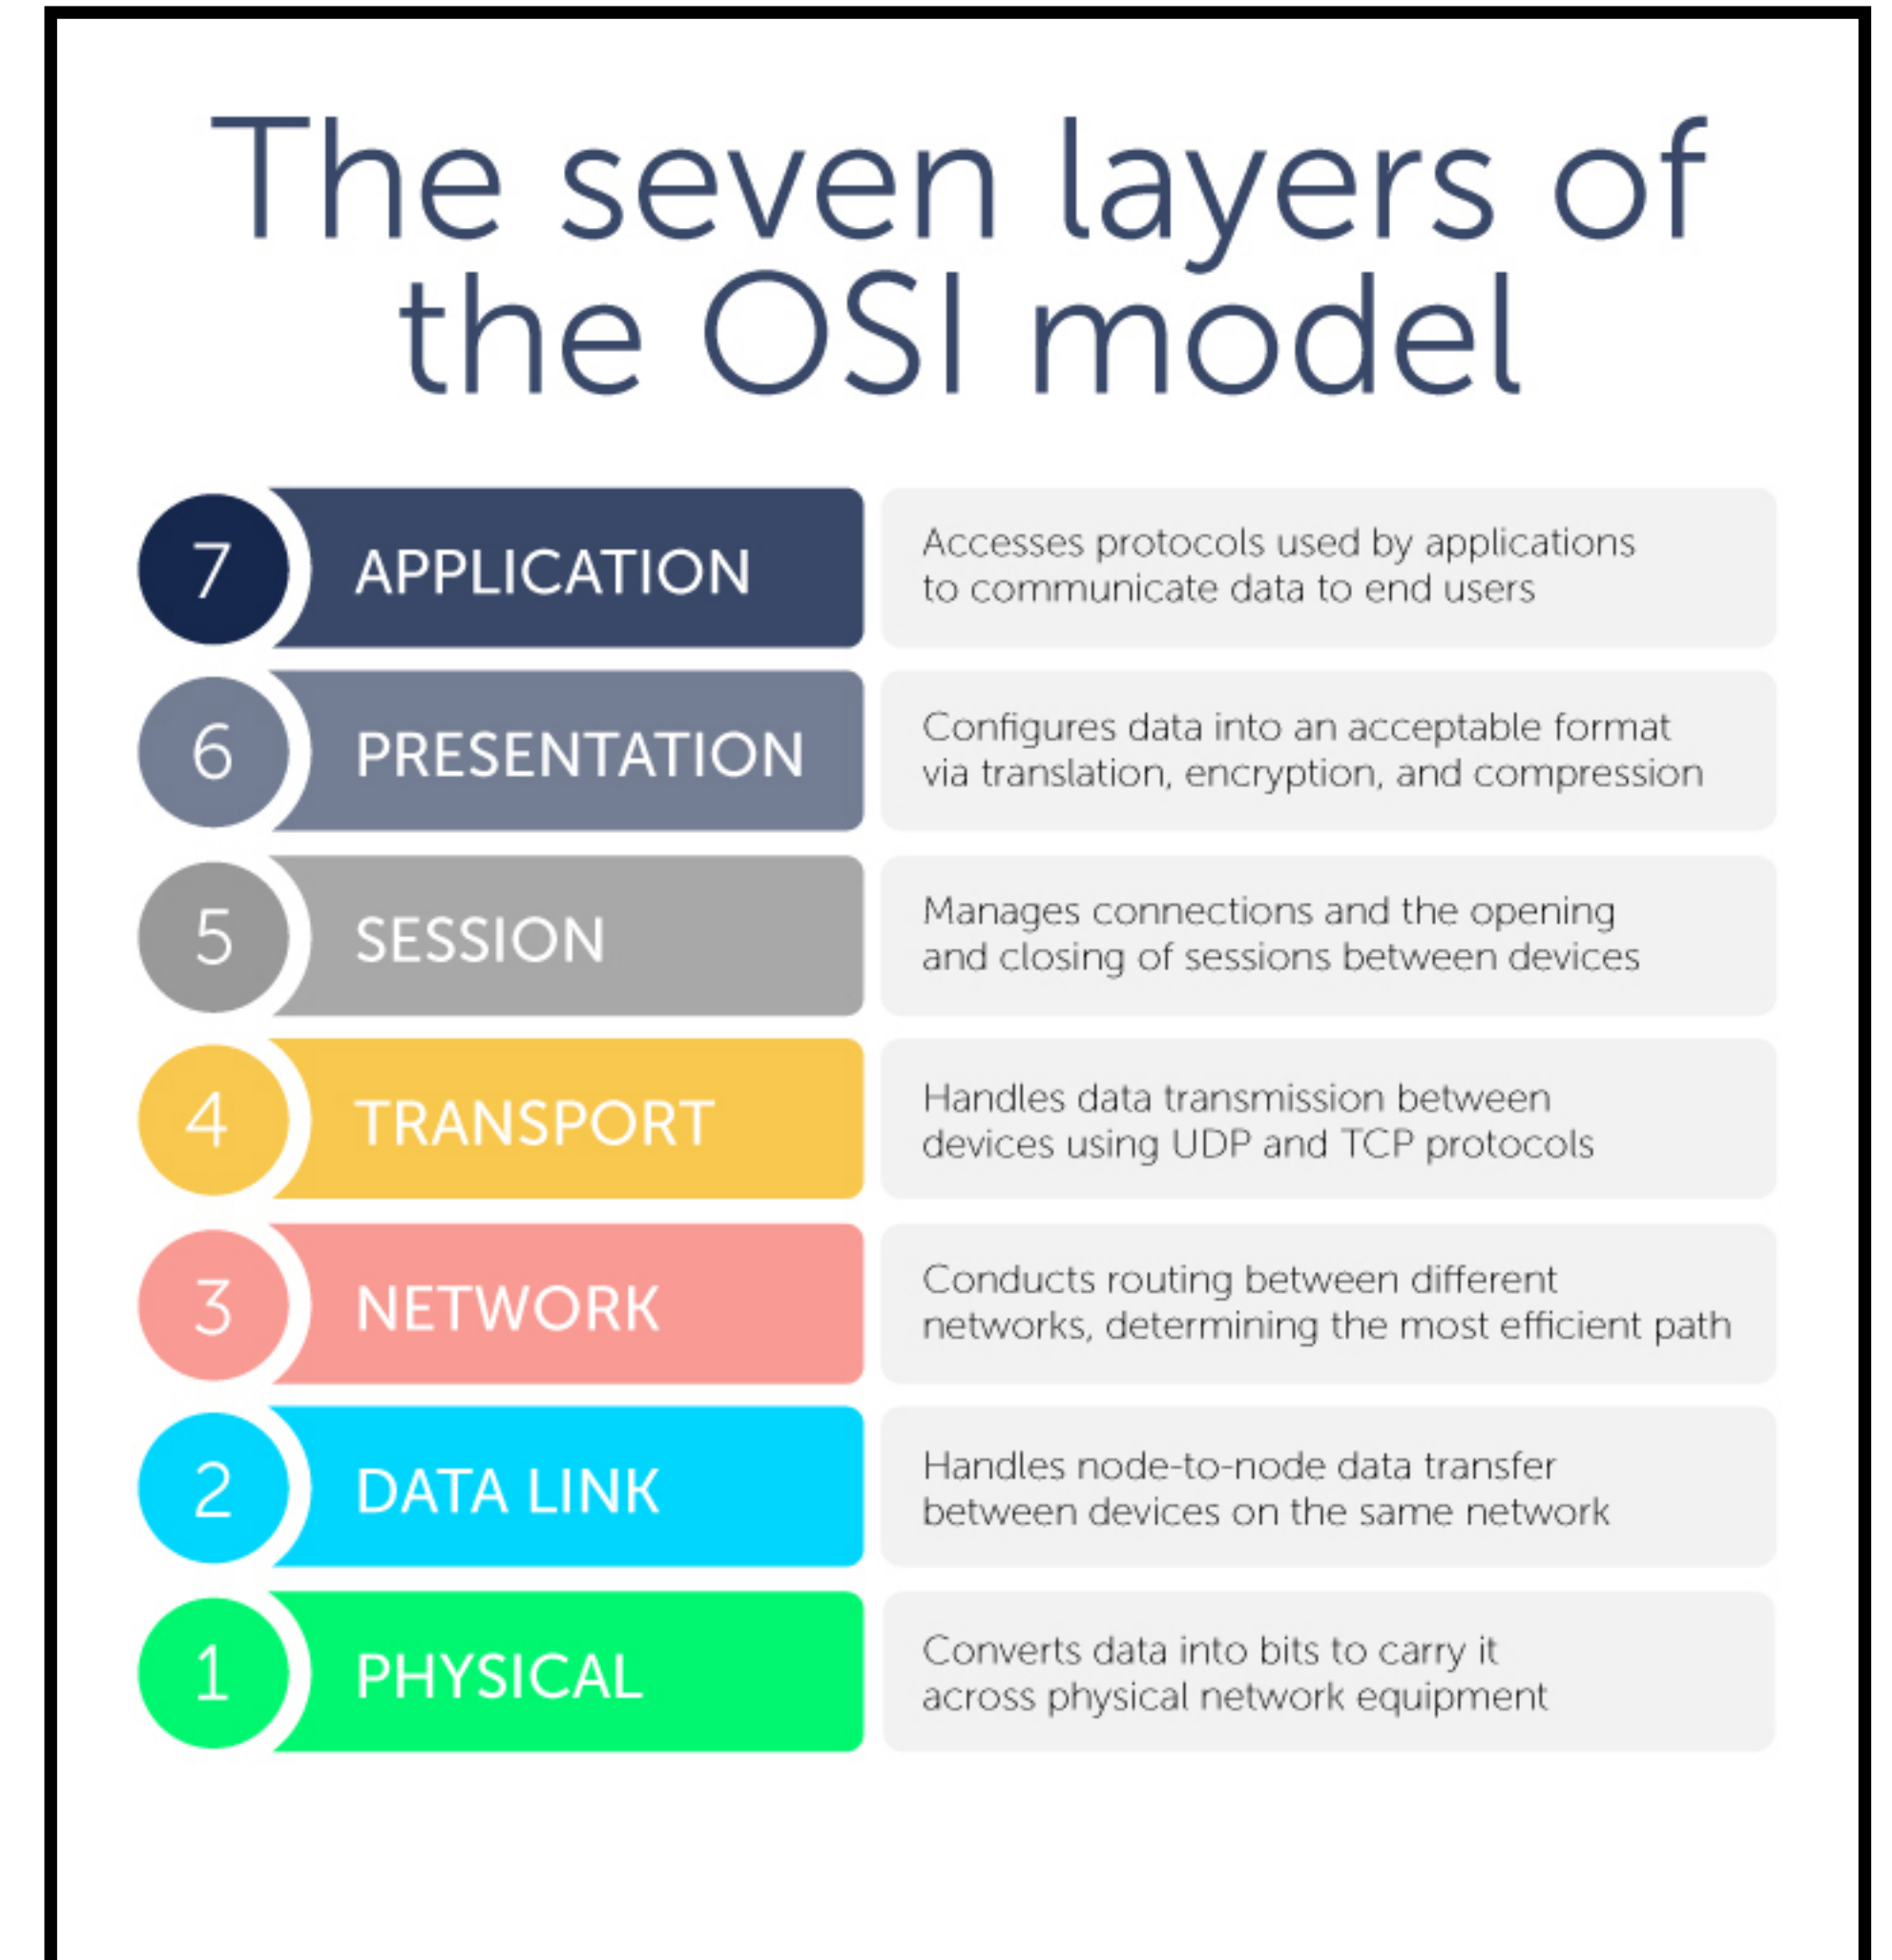 The seven layers of
the OSI model
7 APPLICATION
Accesses protocols used by applications
to communicate data to end users
6 PRESENTATION
Configures data into an acceptable format
via translation, encryption, and compression
5 SESSION
Manages connections and the opening
and closing of sessions between devices
4 TRANSPORT
Handles data transmission between
devices using UDP and TCP protocols
3 NETWORK
Conducts routing between different
networks, determining the most efficient path
2 DATA LINK
Handles node-to-node data transfer
between devices on the same network
1 PHYSICAL
Converts data into bits to carry it
across physical network equipment